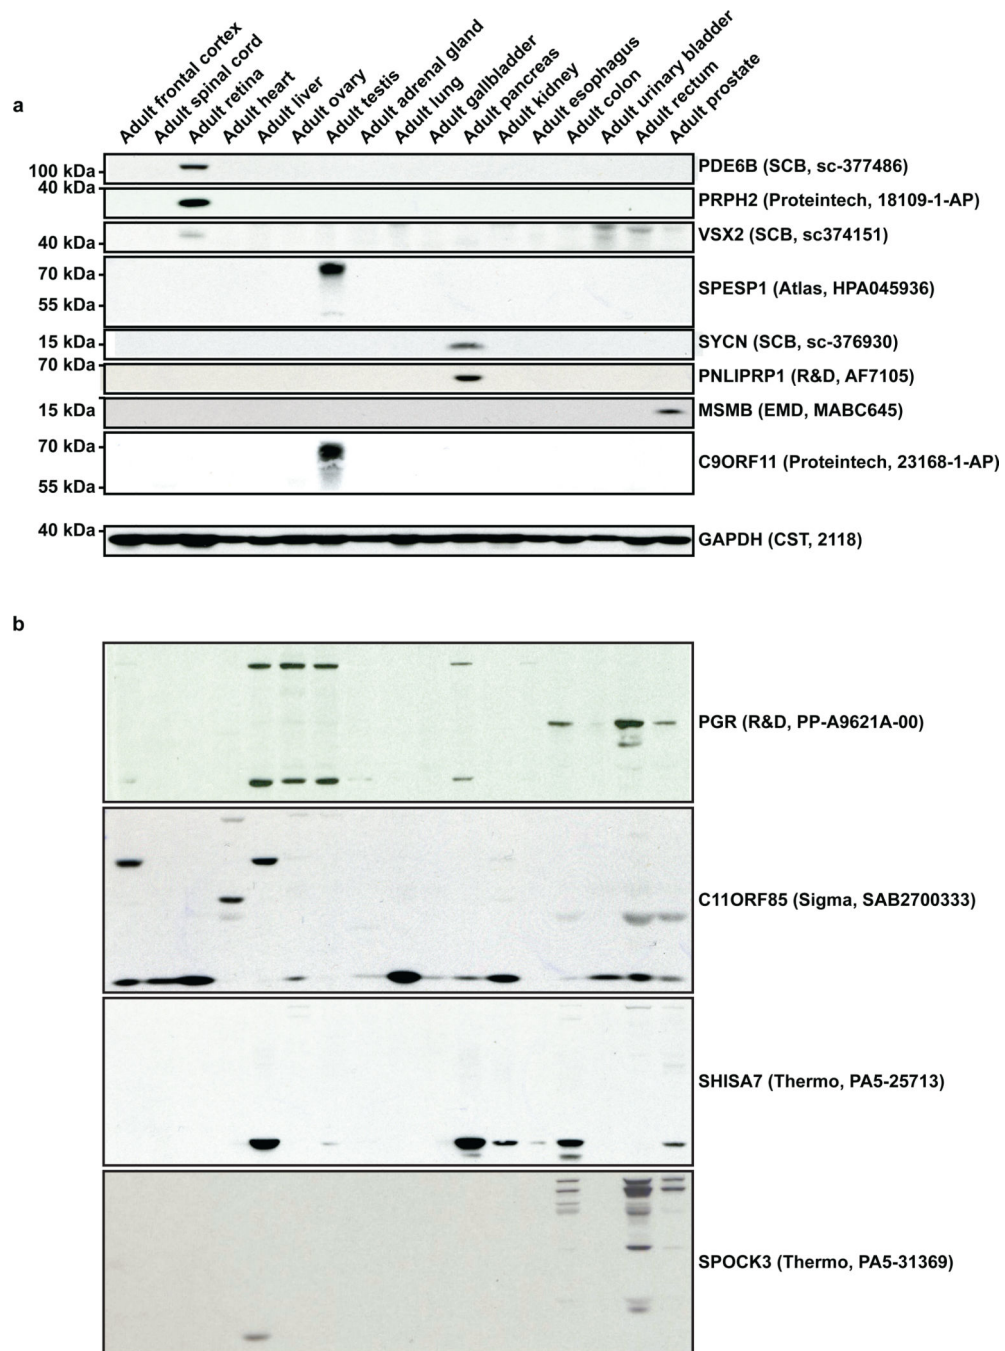 a
Adult frontal cortex
Adult spinal cord
Adult retina
Adult heart
Adult liver
Adult ovary
Adult testis
Adult adrenal gland
Adult lung
Adult gallbladder
Adult pancreas
Adult kidney
Adult esophagus
Adult colon
Adult urinary bladder
Adult rectum
Adult prostate
100 kDa
PDE6B (SCB, sc-377486)
40 kDa
PRPH2 (Proteintech, 18109-1-AP)
40 kDa
VSX2 (SCB, sc374151)
70 kDa
55 kDa
SPESP1 (Atlas, HPA045936)
15 kDa
SYCN (SCB, sc-376930)
70 kDa
PNLIPRP1 (R&D, AF7105)
15 kDa
MSMB (EMD, MABC645)
70 kDa
55 kDa
C9ORF11 (Proteintech, 23168-1-AP)
40 kDa
GAPDH (CST, 2118)
b
PGR (R&D, PP-A9621A-00)
C11ORF85 (Sigma, SAB2700333)
SHISA7 (Thermo, PA5-25713)
SPOCK3 (Thermo, PA5-31369)